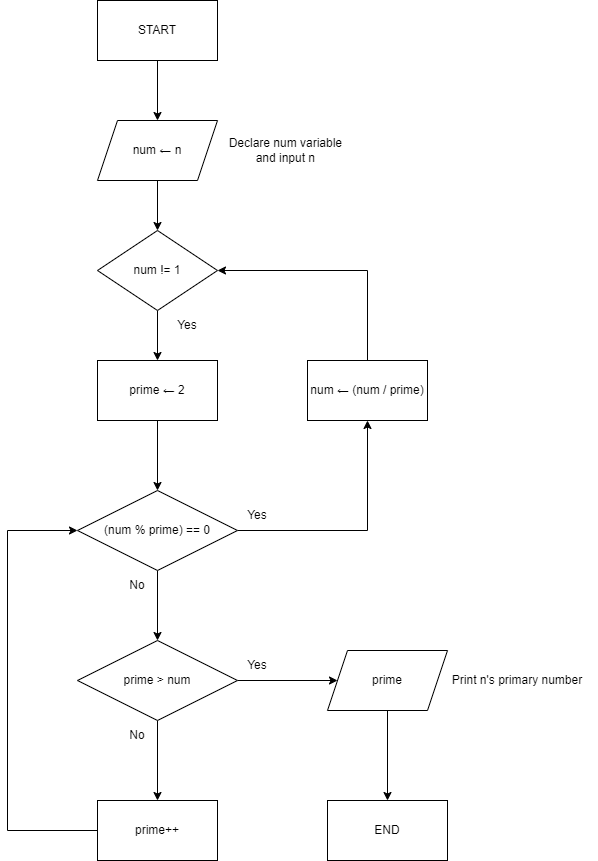 START
num ← n
Declare num variable
and input n
num != 1
Yes
prime ← 2
num ← (num / prime)
(num % prime) == 0
Yes
No
prime > num
Yes
prime
Print n's primary number
No
prime++
END